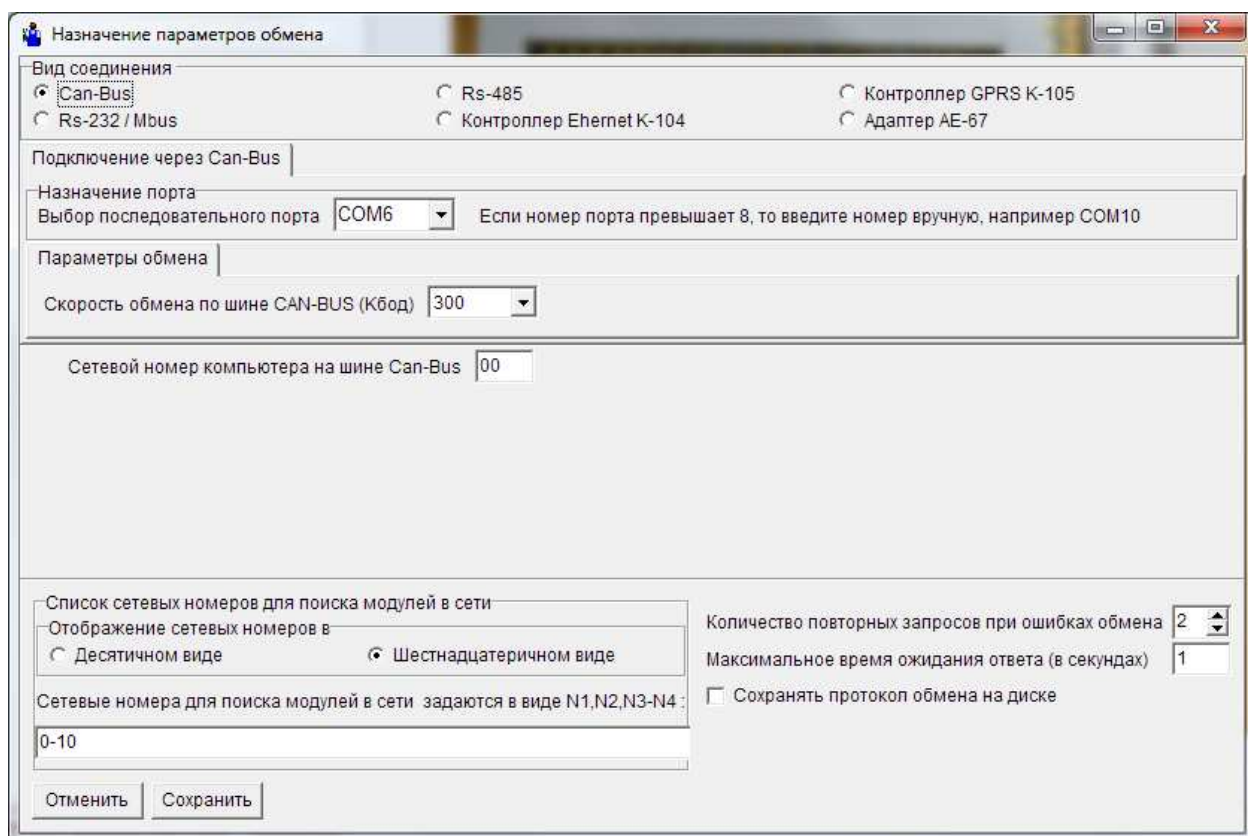 Назначение параметров обмена
Вид соединения
Can-Bus
Rs-485
Контроллер GPRS K-105
Rs-232 / Mbus
Контроллер Ehernet K-104
Адаптер АЕ-67
Подключение через Can-Bus
Назначение порта
Выбор последовательного порта COM6 Если номер порта превышает 8, то введите номер вручную, например COM10
Параметры обмена
Скорость обмена по шине CAN-BUS (Кбод) 300
Сетевой номер компьютера на шине Can-Bus 00
Список сетевых номеров для поиска модулей в сети
Отображение сетевых номеров в
Десятичном виде
Шестнадцатеричном виде
Сетевые номера для поиска модулей в сети задаются в виде N1,N2,N3-N4 :
0-10
Количество повторных запросов при ошибках обмена 2
Максимальное время ожидания ответа (в секундах) 1
Сохранять протокол обмена на диске
Отменить
Сохранить